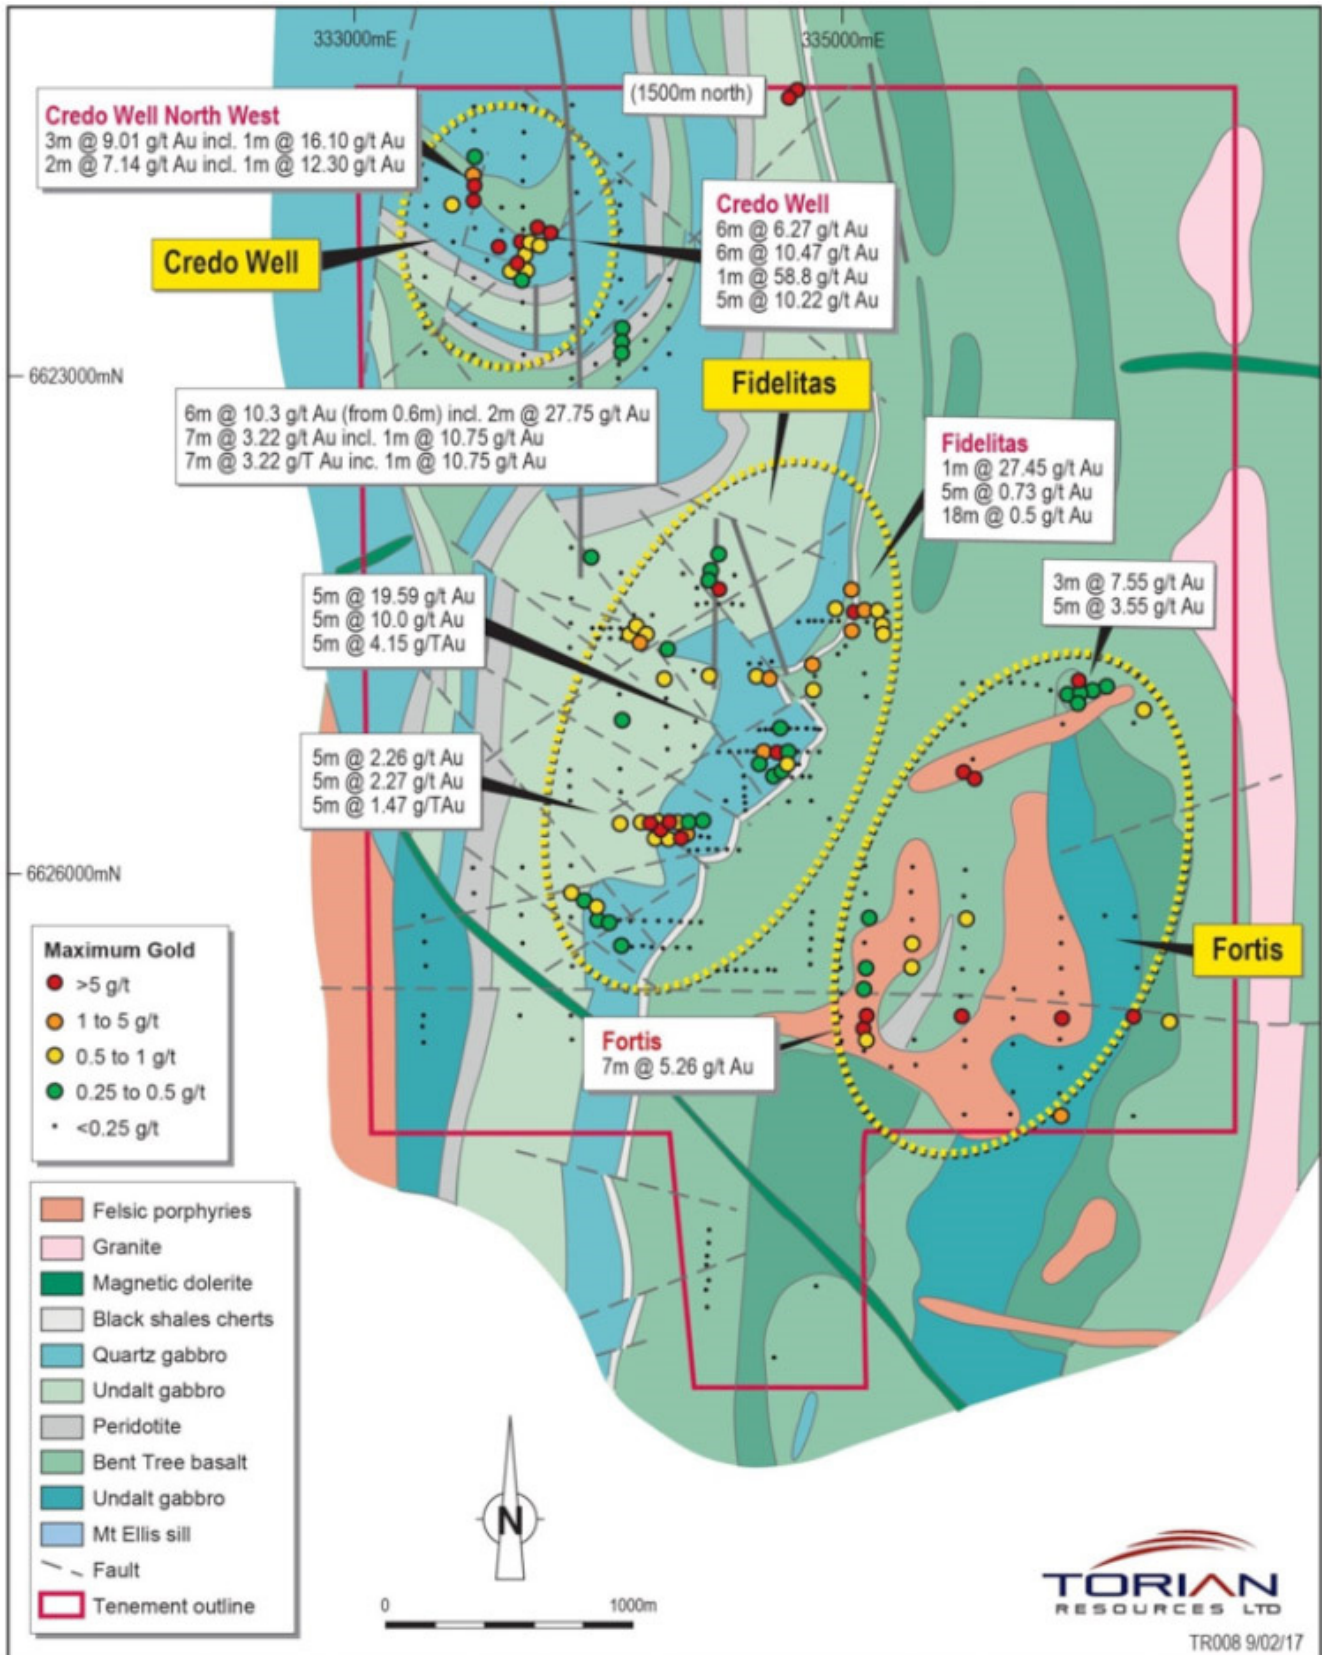 333000mE
335000mE
(1500m north)
Credo Well North West
3m @ 9.01 g/t Au incl. 1m @ 16.10 g/t Au
2m @ 7.14 g/t Au incl. 1m @ 12.30 g/t Au
Credo Well
6m @ 6.27 g/t Au
6m @ 10.47 g/t Au
1m @ 58.8 g/t Au
5m @ 10.22 g/t Au
Credo Well
6623000mN
Fidelitas
6m @ 10.3 g/t Au (from 0.6m) incl. 2m @ 27.75 g/t Au
7m @ 3.22 g/t Au incl. 1m @ 10.75 g/t Au
7m @ 3.22 g/T Au inc. 1m @ 10.75 g/t Au
Fidelitas
1m @ 27.45 g/t Au
5m @ 0.73 g/t Au
18m @ 0.5 g/t Au
3m @ 7.55 g/t Au
5m @ 3.55 g/t Au
5m @ 19.59 g/t Au
5m @ 10.0 g/t Au
5m @ 4.15 g/TAu
5m @ 2.26 g/t Au
5m @ 2.27 g/t Au
5m @ 1.47 g/TAu
6626000mN
Fortis
Fortis
7m @ 5.26 g/t Au
Maximum Gold
>5 g/t
1 to 5 g/t
0.5 to 1 g/t
0.25 to 0.5 g/t
<0.25 g/t
Felsic porphyries
Granite
Magnetic dolerite
Black shales cherts
Quartz gabbro
Undalt gabbro
Peridotite
Bent Tree basalt
Undalt gabbro
Mt Ellis sill
Fault
Tenement outline
N
0 1000m
TORIAN
RESOURCES LTD
TR008 9/02/17